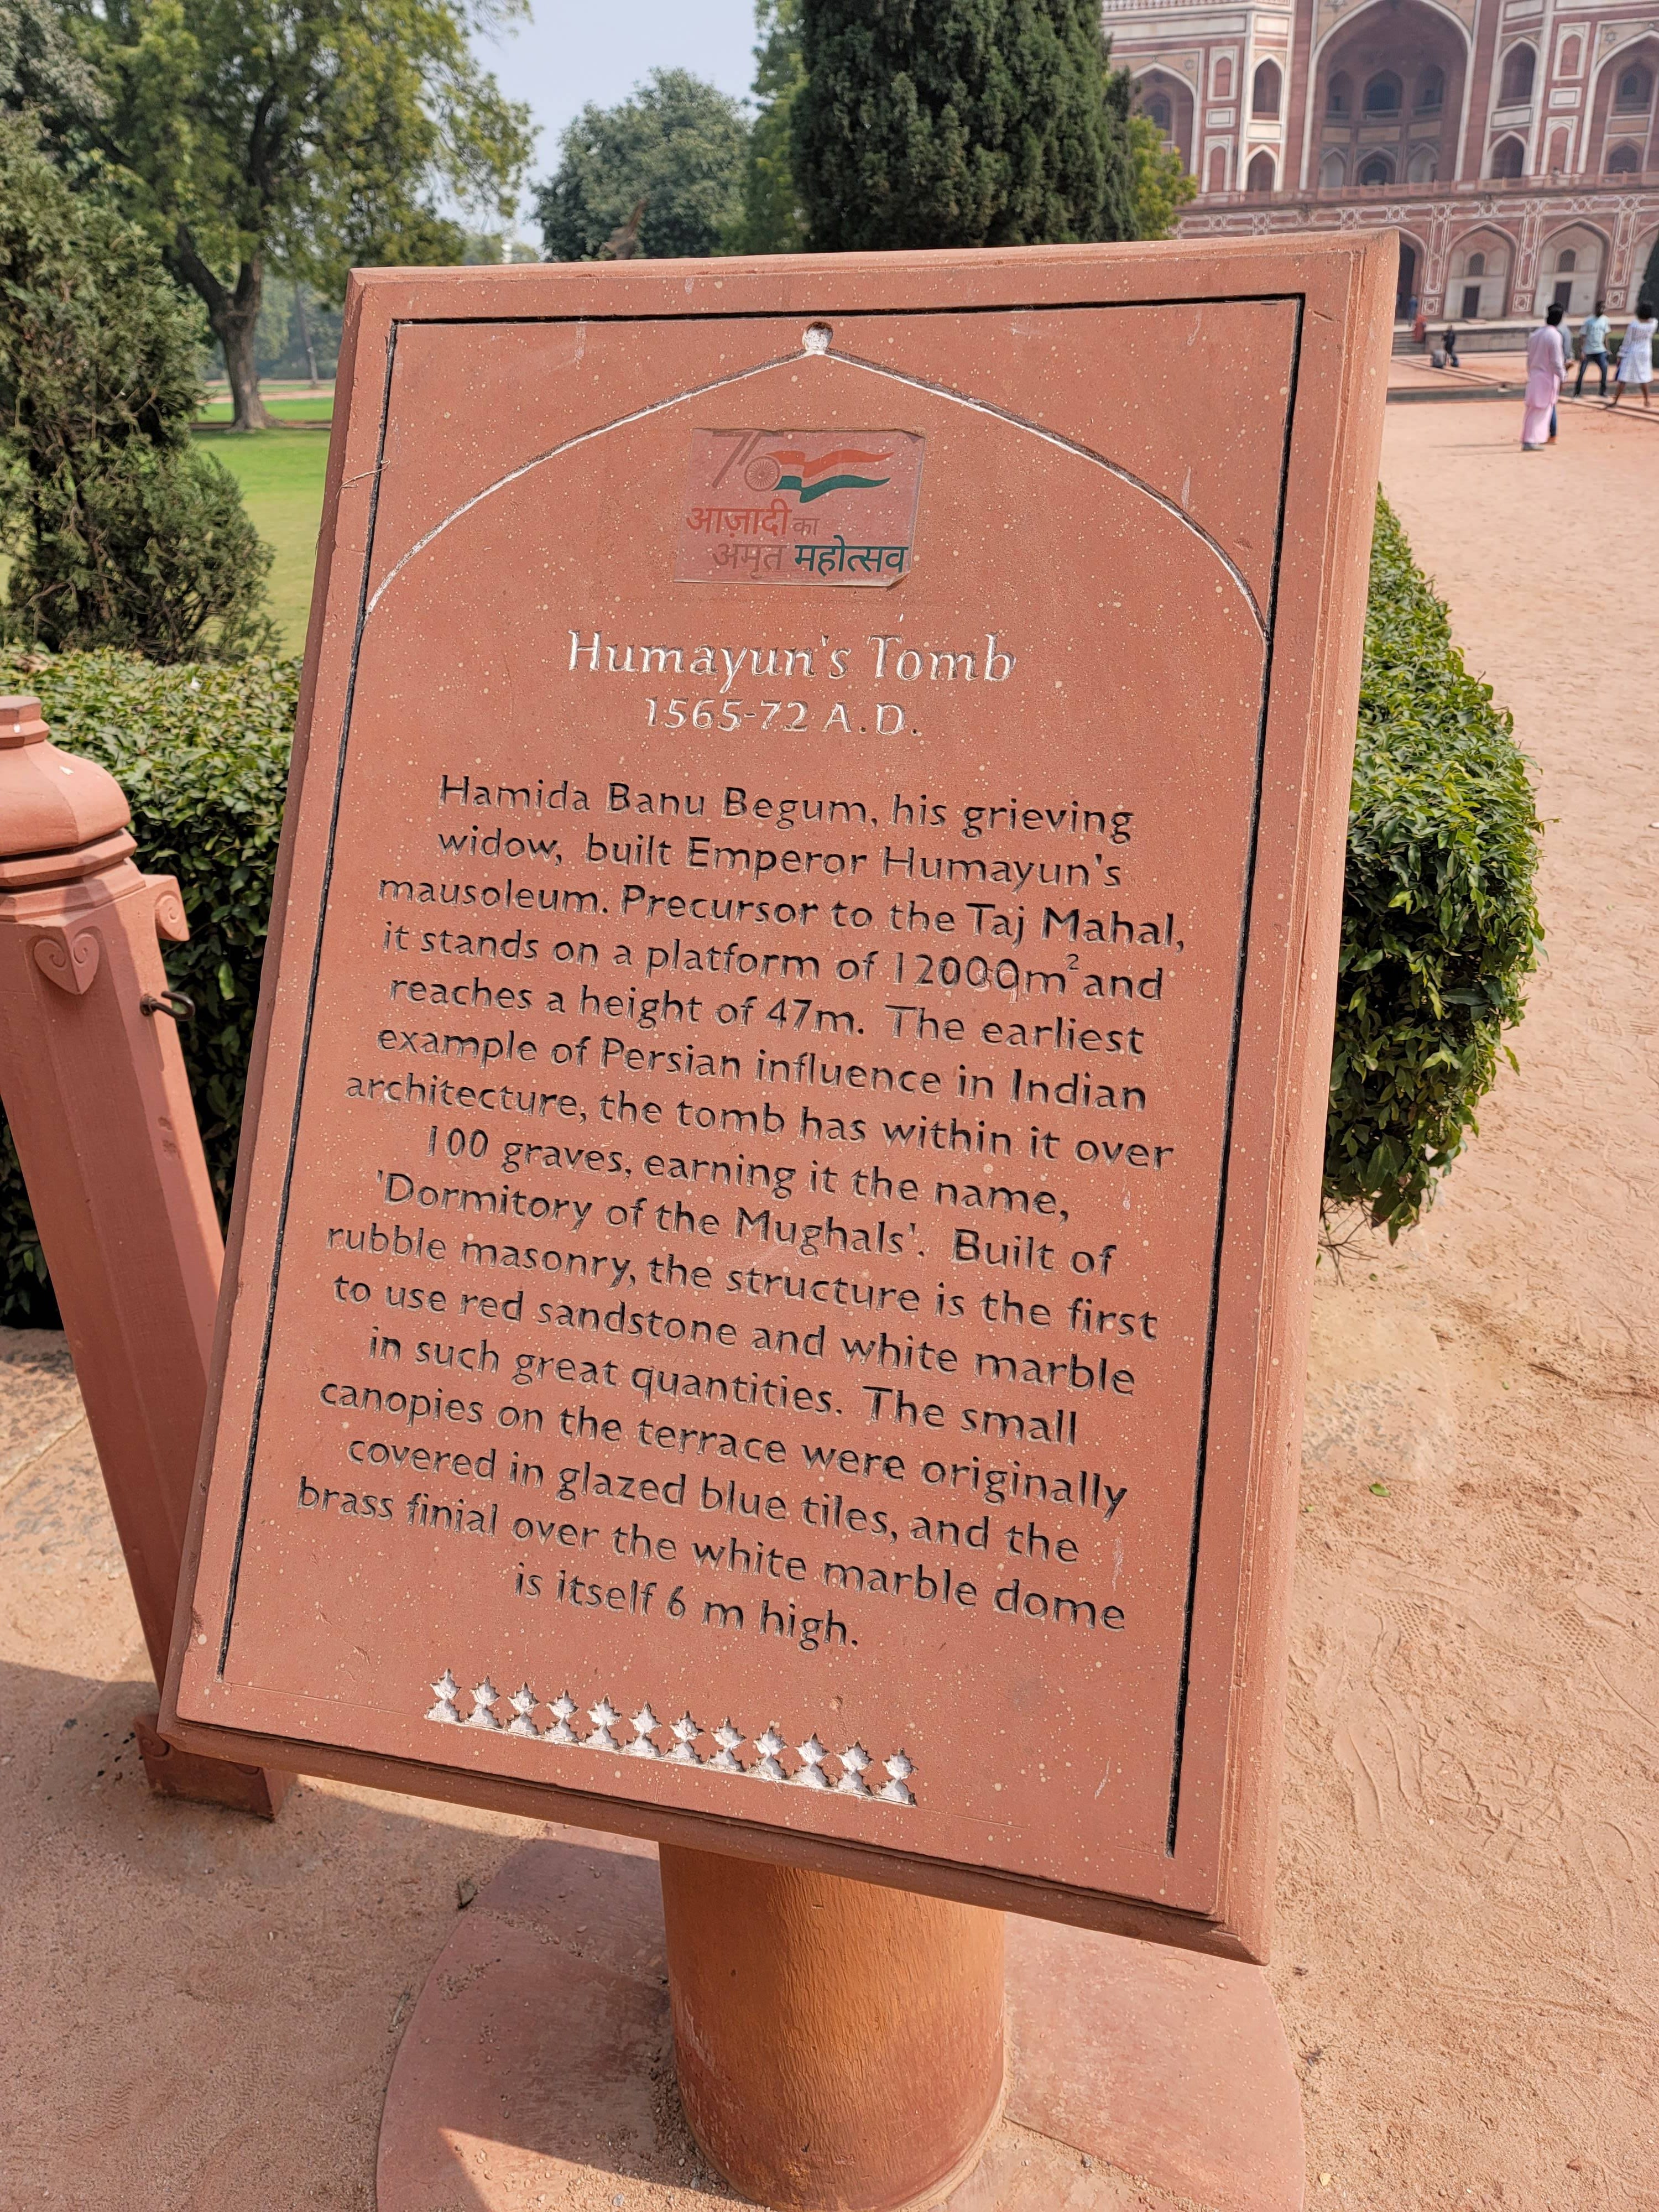 75
आज़ादी का
अमृत महोत्सव
Humayun's Tomb
1565-72 A.D.
Hamida Banu Begum, his grieving
widow, built Emperor Humayun's
mausoleum. Precursor to the Taj Mahal,
it stands on a platform of 12000m² and
reaches a height of 47m. The earliest
example of Persian influence in Indian
architecture, the tomb has within it over
100 graves, earning it the name,
'Dormitory of the Mughals'. Built of
rubble masonry, the structure is the first
to use red sandstone and white marble
in such great quantities. The small
canopies on the terrace were originally
covered in glazed blue tiles, and the
brass finial over the white marble dome
is itself 6 m high.